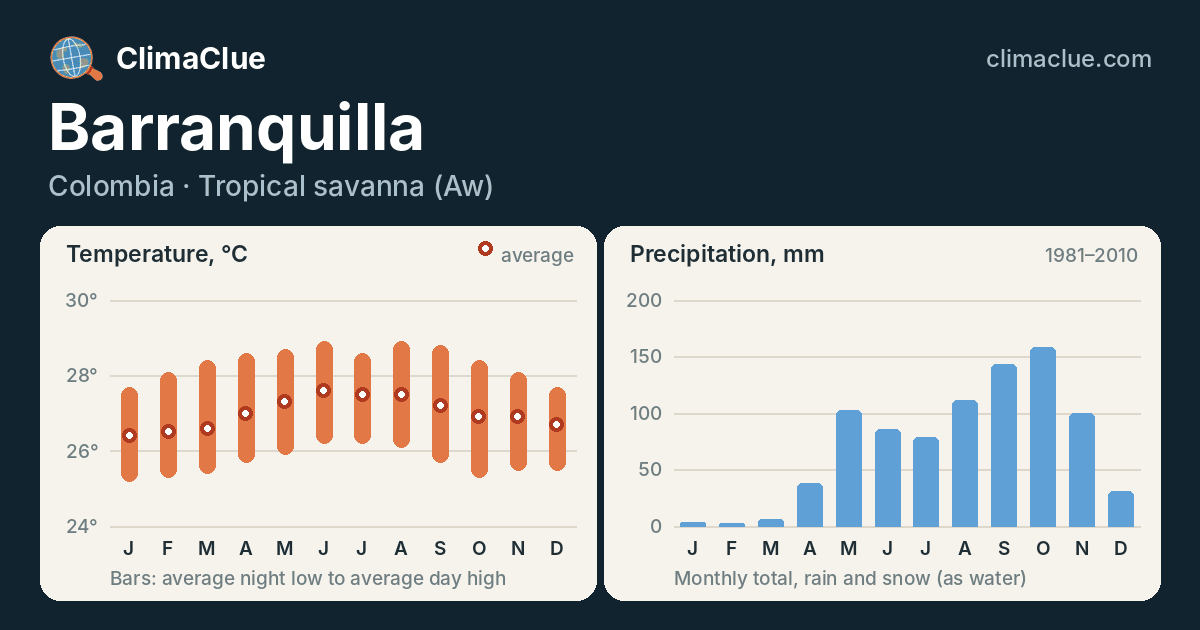 ClimaClue
climaclue.com
Barranquilla
Colombia · Tropical savanna (Aw)
Temperature, °C
average
30°
28°
26°
24°
J F M A M J J A S O N D
Bars: average night low to average day high
Precipitation, mm
1981–2010
200
150
100
50
0
J F M A M J J A S O N D
Monthly total, rain and snow (as water)